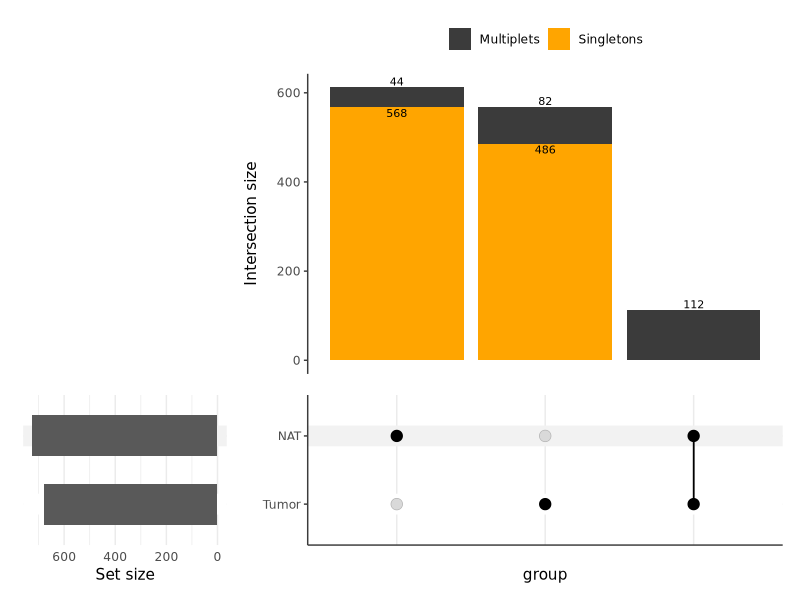 Multiplets Singletons
44
568
82
486
112
600
400
200
0
Intersection size
NAT
Tumor
600 400 200 0
Set size
group